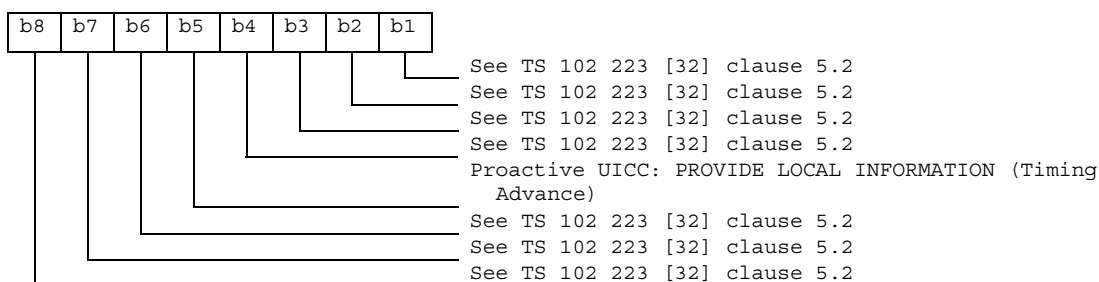 b8 b7 b6 b5 b4 b3 b2 b1
See TS 102 223 [32] clause 5.2
See TS 102 223 [32] clause 5.2
See TS 102 223 [32] clause 5.2
See TS 102 223 [32] clause 5.2
Proactive UICC: PROVIDE LOCAL INFORMATION (Timing
Advance)
See TS 102 223 [32] clause 5.2
See TS 102 223 [32] clause 5.2
See TS 102 223 [32] clause 5.2